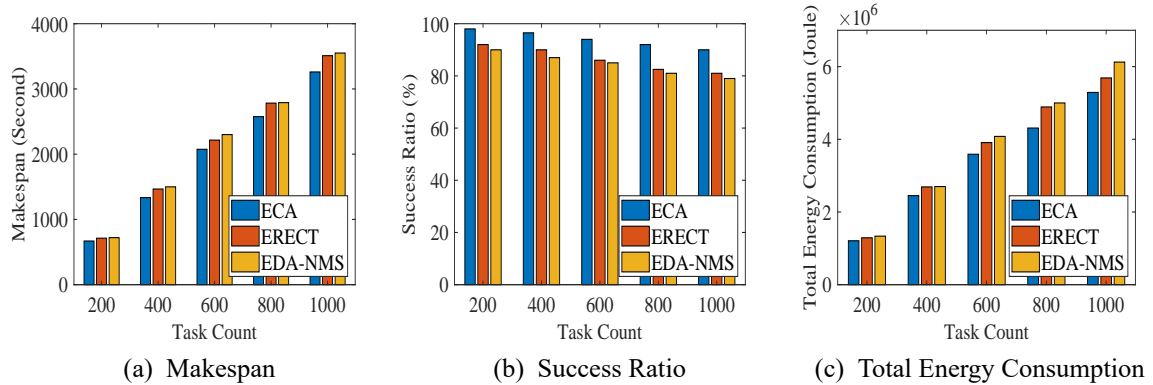 Makespan (Second)
4000
3000
2000
1000
0
200 400 600 800 1000
Task Count
ECA
ERECT
EDA-NMS
(a) Makespan
Success Ratio (%)
100
80
60
40
20
0
200 400 600 800 1000
Task Count
ECA
ERECT
EDA-NMS
(b) Success Ratio
Total Energy Consumption (Joule)
×10⁶
6
4
2
0
200 400 600 800 1000
Task Count
ECA
ERECT
EDA-NMS
(c) Total Energy Consumption